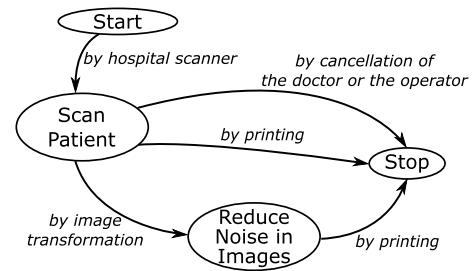 Start
by hospital scanner
by cancellation of
the doctor or the operator
Scan
Patient
by printing
Stop
by image
transformation
Reduce
Noise in
Images
by printing